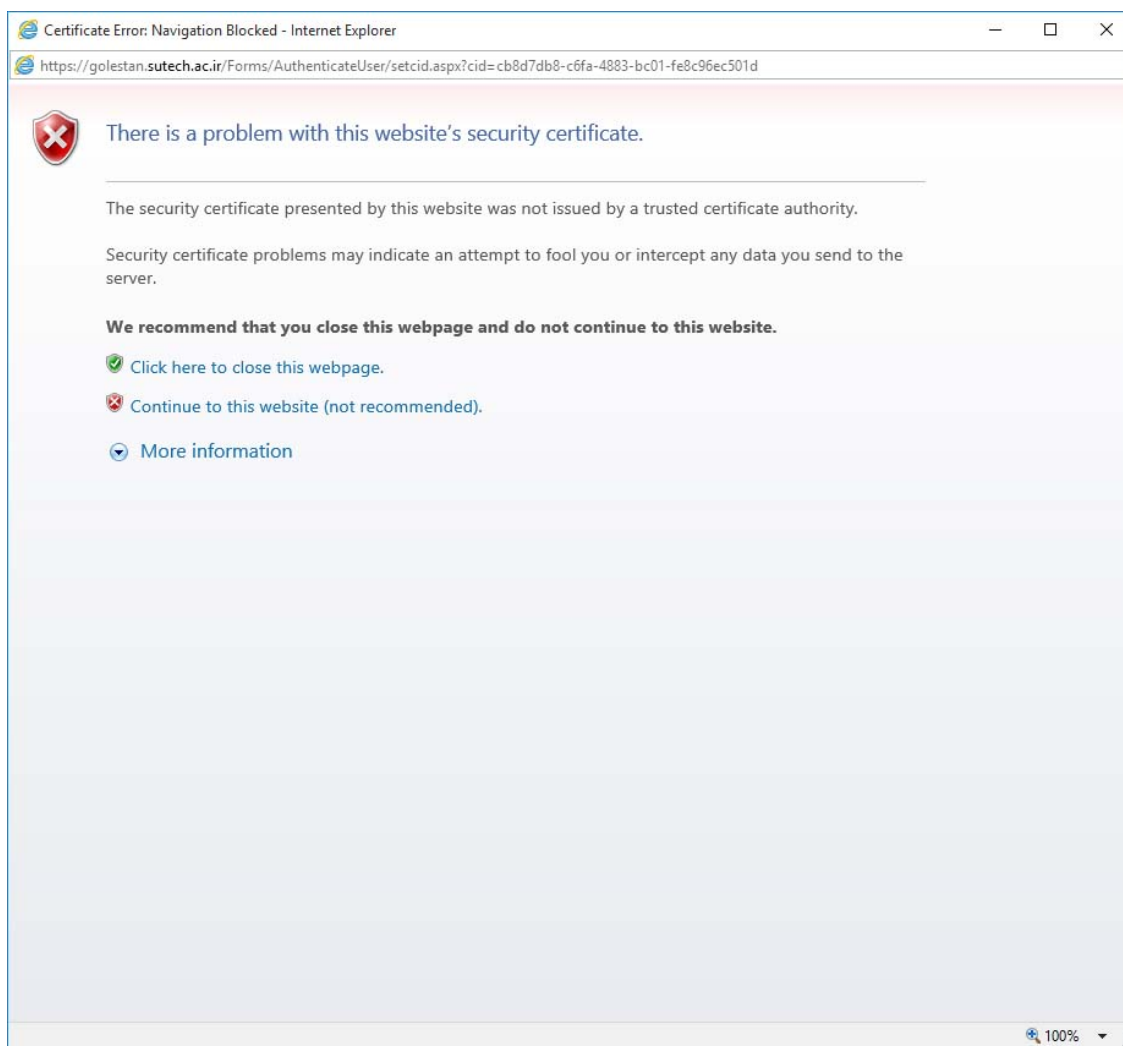 Certificate Error: Navigation Blocked - Internet Explorer
https://golestan.sutech.ac.ir/Forms/AuthenticateUser/setcid.aspx?cid=cb8d7db8-c6fa-4883-bc01-fe8c96ec501d
There is a problem with this website’s security certificate.
The security certificate presented by this website was not issued by a trusted certificate authority.
Security certificate problems may indicate an attempt to fool you or intercept any data you send to the
server.
We recommend that you close this webpage and do not continue to this website.
Click here to close this webpage.
Continue to this website (not recommended).
More information
100%